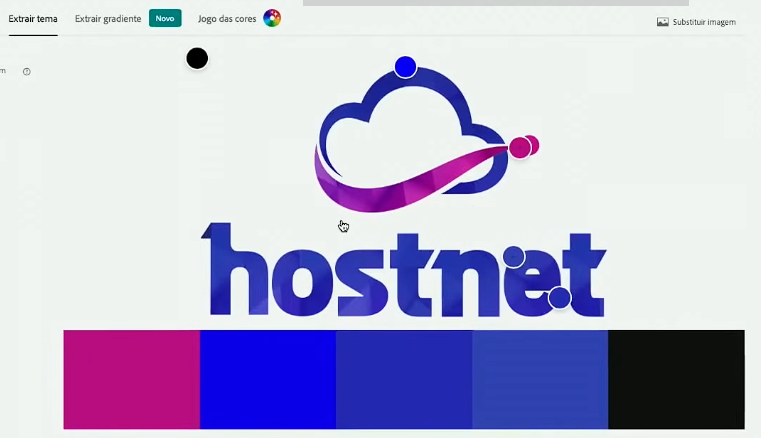 Extrair tema
Extrair gradiente
Novo
Jogo das cores
Substituir imagem
m
hostnet